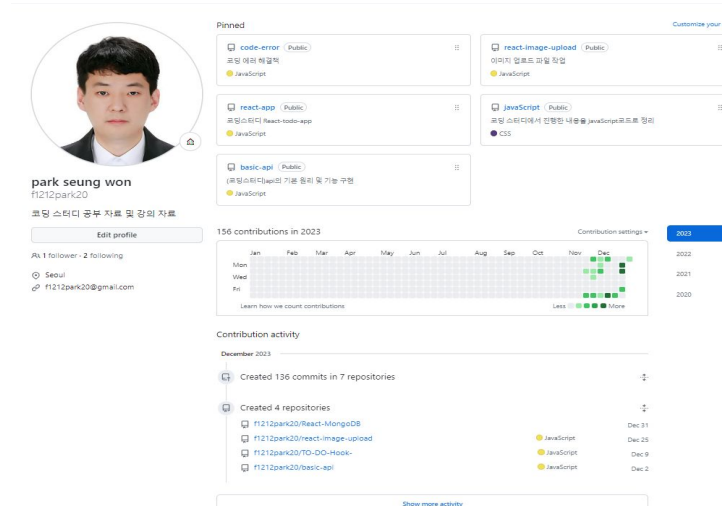 Pinned
Customize your
code-error Public
코딩 에러 해결책
JavaScript
react-image-upload Public
이미지 업로드 파일 작업
JavaScript
react-app Public
코딩스터디 React-todo-app
JavaScript
javaScript Public
코딩 스터디에서 진행한 내용을 javaScript코드로 정리
CSS
basic-api Public
(코딩스터디)api의 기본 원리 및 기능 구현
JavaScript
park seung won
f1212park20
코딩 스터디 공부 자료 및 강의 자료
Edit profile
1 follower · 2 following
Seoul
f1212park20@gmail.com
156 contributions in 2023
Contribution settings
2023
2022
2021
2020
Jan Feb Mar Apr May Jun Jul Aug Sep Oct Nov Dec
Mon
Wed
Fri
Learn how we count contributions
Less More
Contribution activity
December 2023
Created 136 commits in 7 repositories
Created 4 repositories
f1212park20/React-MongoDB Dec 31
f1212park20/react-image-upload JavaScript Dec 25
f1212park20/TO-DO-Hook- JavaScript Dec 9
f1212park20/basic-api JavaScript Dec 2
Show more activity